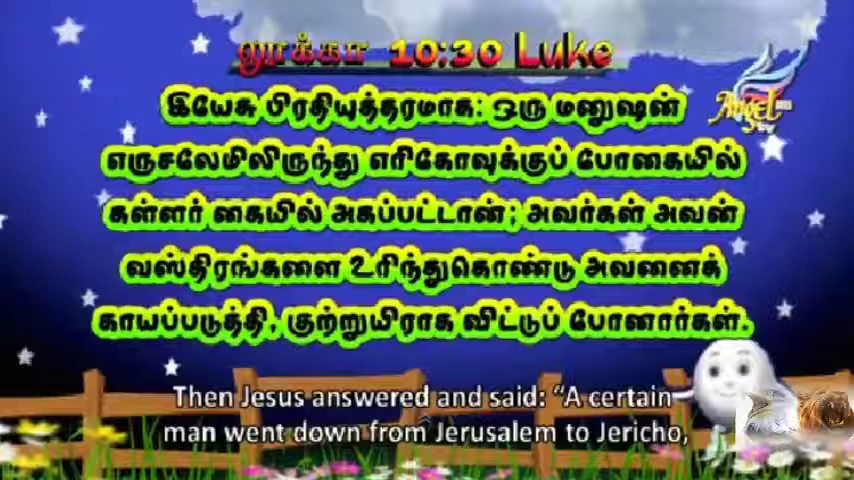 லூக்கா 10:30 Luke
இயேசு பிரதியுத்தரமாக: ஒரு மனுஷன்
எருசலேமிலிருந்து எரிகோவுக்குப் போகையில்
கள்ளர் கையில் அகப்பட்டான்; அவர்கள் அவன்
வஸ்திரங்களை உரிந்துகொண்டு அவனைக்
காயப்படுத்தி, குற்றுயிராக விட்டுப் போனார்கள்.
Then Jesus answered and said: “A certain
man went down from Jerusalem to Jericho,
Angel
tv